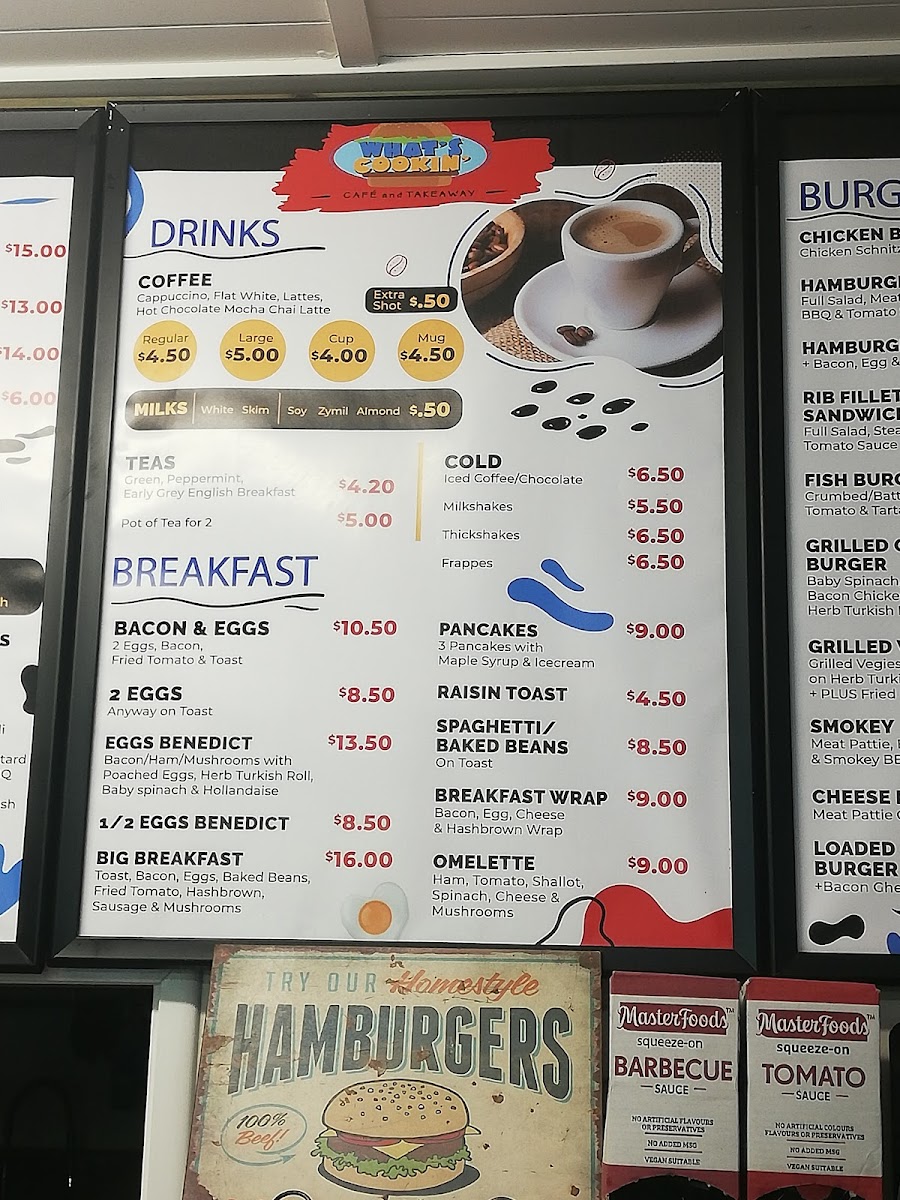 $15.00
$13.00
$14.00
$6.00
WHAT'S
COOKIN'
CAFE and TAKEAWAY
DRINKS
COFFEE
Cappuccino, Flat White, Lattes,
Hot Chocolate Mocha Chai Latte
Extra
Shot $.50
Regular
$4.50
Large
$5.00
Cup
$4.00
Mug
$4.50
MILKS White Skim Soy Zymil Almond $.50
TEAS
Green, Peppermint,
Early Grey English Breakfast $4.20
Pot of Tea for 2 $5.00
COLD
Iced Coffee/Chocolate $6.50
Milkshakes $5.50
Thickshakes $6.50
Frappes $6.50
BREAKFAST
BACON & EGGS $10.50
2 Eggs, Bacon,
Fried Tomato & Toast
2 EGGS $8.50
Anyway on Toast
EGGS BENEDICT $13.50
Bacon/Ham/Mushrooms with
Poached Eggs, Herb Turkish Roll,
Baby spinach & Hollandaise
1/2 EGGS BENEDICT $8.50
BIG BREAKFAST $16.00
Toast, Bacon, Eggs, Baked Beans,
Fried Tomato, Hashbrown,
Sausage & Mushrooms
PANCAKES $9.00
3 Pancakes with
Maple Syrup & Icecream
RAISIN TOAST $4.50
SPAGHETTI/
BAKED BEANS $8.50
On Toast
BREAKFAST WRAP $9.00
Bacon, Egg, Cheese
& Hashbrown Wrap
OMELETTE $9.00
Ham, Tomato, Shallot,
Spinach, Cheese &
Mushrooms
BURG
CHICKEN B
Chicken Schnitz
HAMBURG
Full Salad, Meat
BBQ & Tomato
HAMBURG
+ Bacon, Egg &
RIB FILLET
SANDWICH
Full Salad, Stea
Tomato Sauce
FISH BURG
Crumbed/Batt
Tomato & Tarta
GRILLED C
BURGER
Baby Spinach
Bacon Chicke
Herb Turkish
GRILLED V
Grilled Vegies
on Herb Turki
+ PLUS Fried
SMOKEY
Meat Pattie,
& Smokey BB
CHEESE
Meat Pattie
LOADED
BURGER
+Bacon Ghe
TRY OUR Homestyle
HAMBURGERS
100%
Beef!
MasterFoods™
squeeze-on
BARBECUE
SAUCE
NO ARTIFICIAL FLAVOURS
OR PRESERVATIVES
NO ADDED MSG
VEGAN SUITABLE
MasterFoods™
squeeze-on
TOMATO
SAUCE
NO ARTIFICIAL COLOURS
FLAVOURS OR PRESERVATIVES
NO ADDED MSG
VEGAN SUITABLE